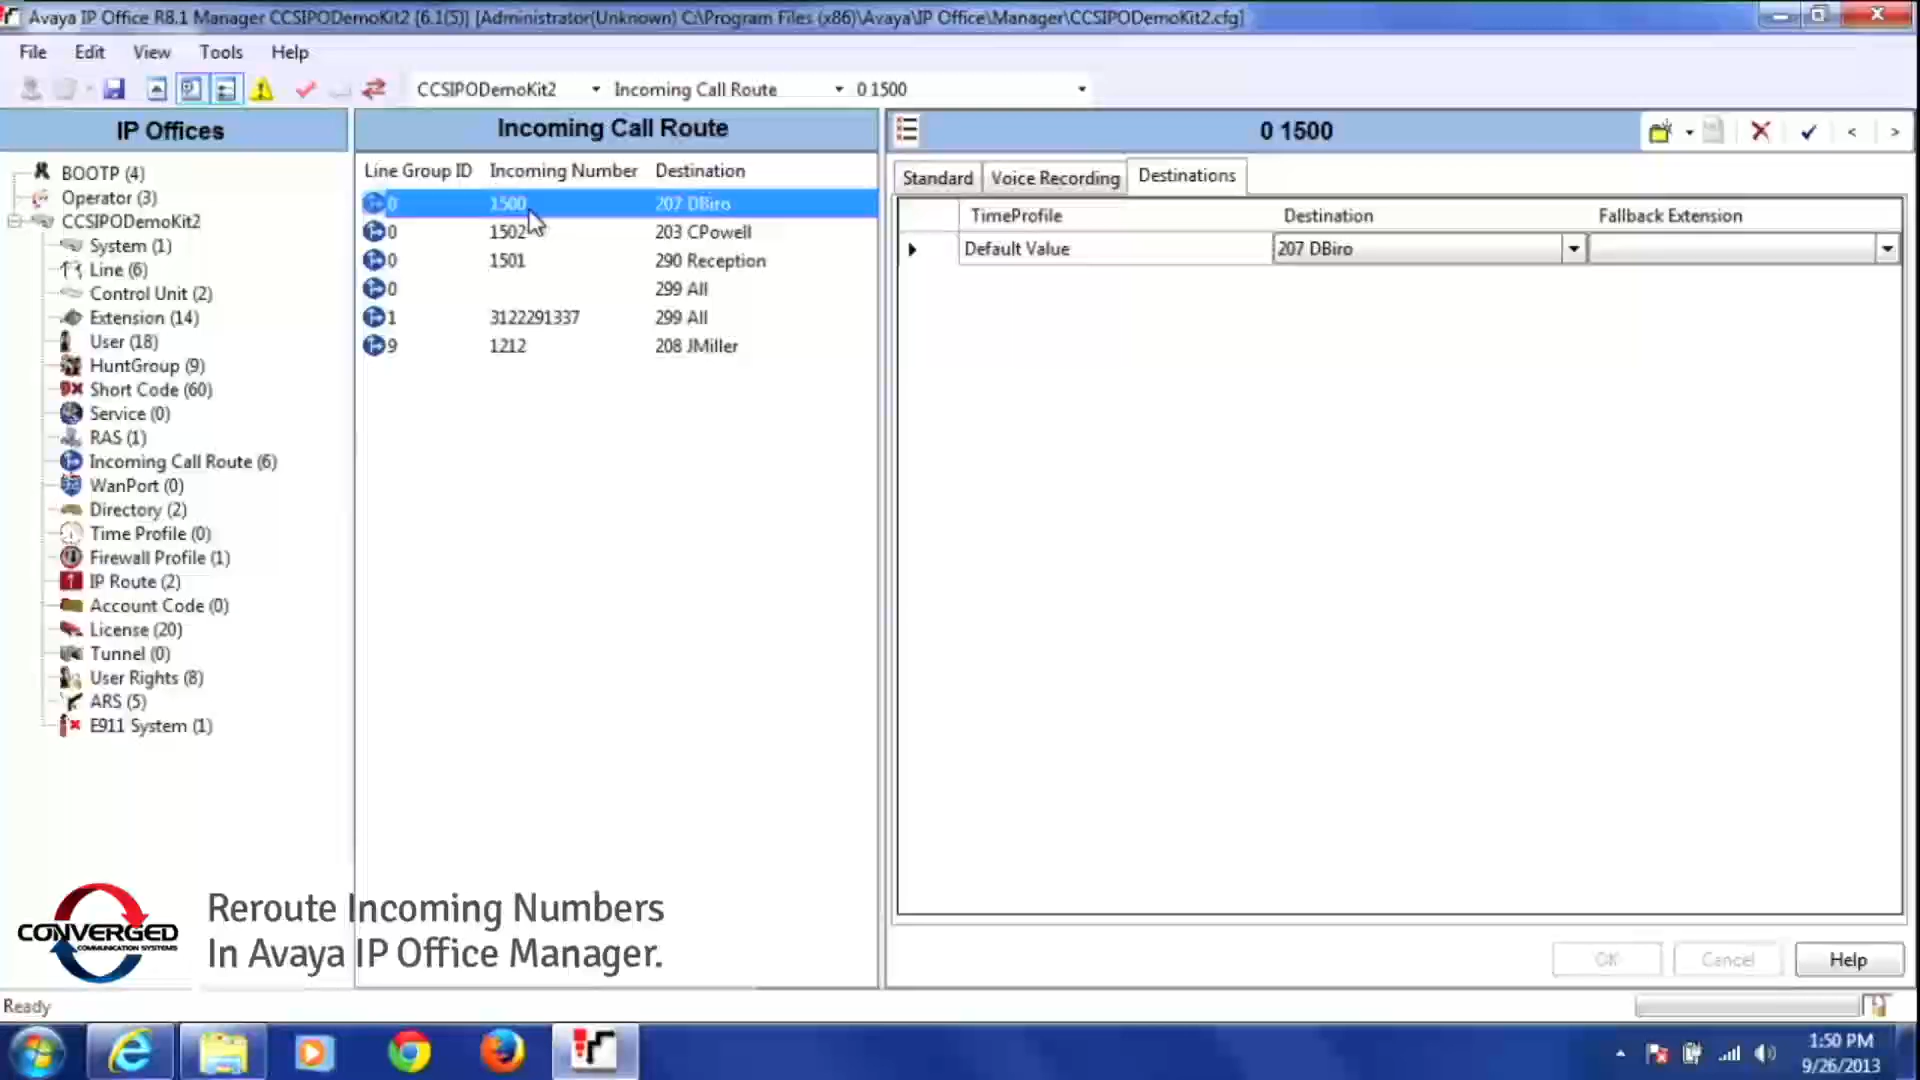 Avaya IP Office R8.1 Manager CCSIPODemoKit2 [6.1(5)] [Administrator(Unknown) C:\Program Files (x86)\Avaya\IP Office\Manager\CCSIPODemoKit2.cfg]
File Edit View Tools Help
CCSIPODemoKit2 Incoming Call Route 0 1500
IP Offices
BOOTP (4)
Operator (3)
CCSIPODemoKit2
System (1)
Line (6)
Control Unit (2)
Extension (14)
User (18)
HuntGroup (9)
Short Code (60)
Service (0)
RAS (1)
Incoming Call Route (6)
WanPort (0)
Directory (2)
Time Profile (0)
Firewall Profile (1)
IP Route (2)
Account Code (0)
License (20)
Tunnel (0)
User Rights (8)
ARS (5)
E911 System (1)
Incoming Call Route
Line Group ID Incoming Number Destination
0 1500 207 DBiro
0 1502 203 CPowell
0 1501 290 Reception
0 299 All
1 3122291337 299 All
9 1212 208 JMiller
0 1500
Standard Voice Recording Destinations
TimeProfile Destination Fallback Extension
Default Value 207 DBiro
OK Cancel Help
CONVERGED
COMMUNICATION SYSTEMS
Reroute Incoming Numbers
In Avaya IP Office Manager.
Ready
1:50 PM
9/26/2013